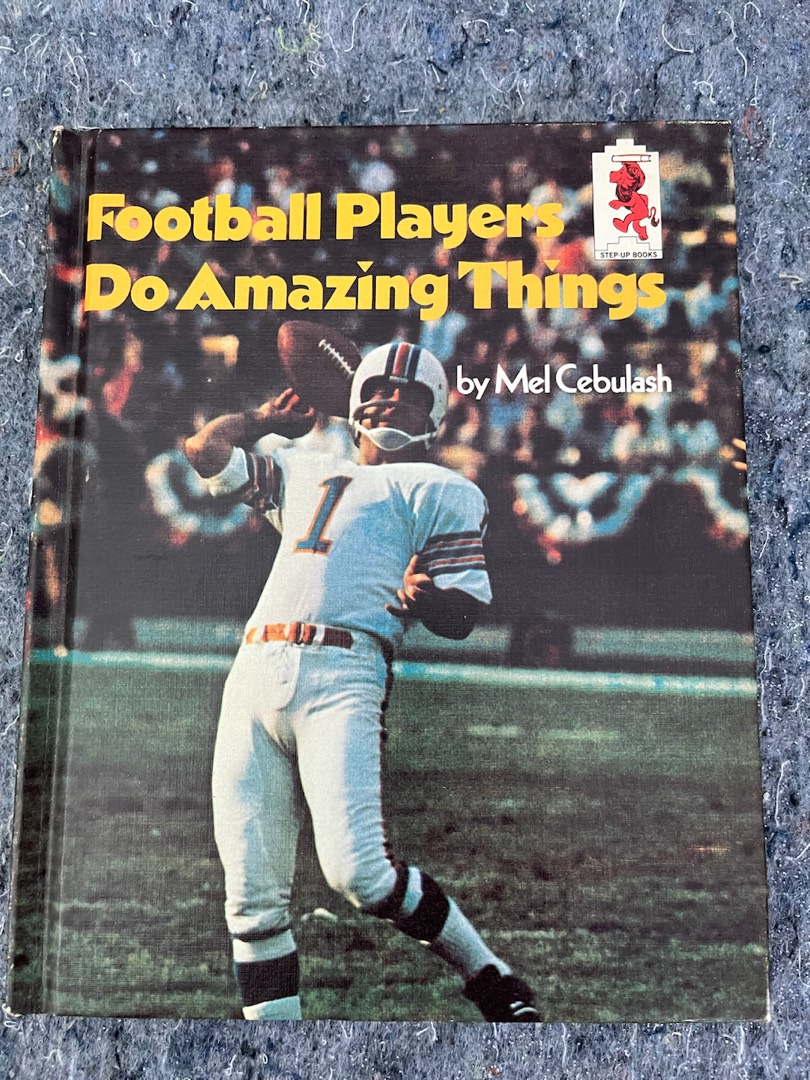 Football Players
Do Amazing Things
STEP-UP BOOKS
by Mel Cebulash
1